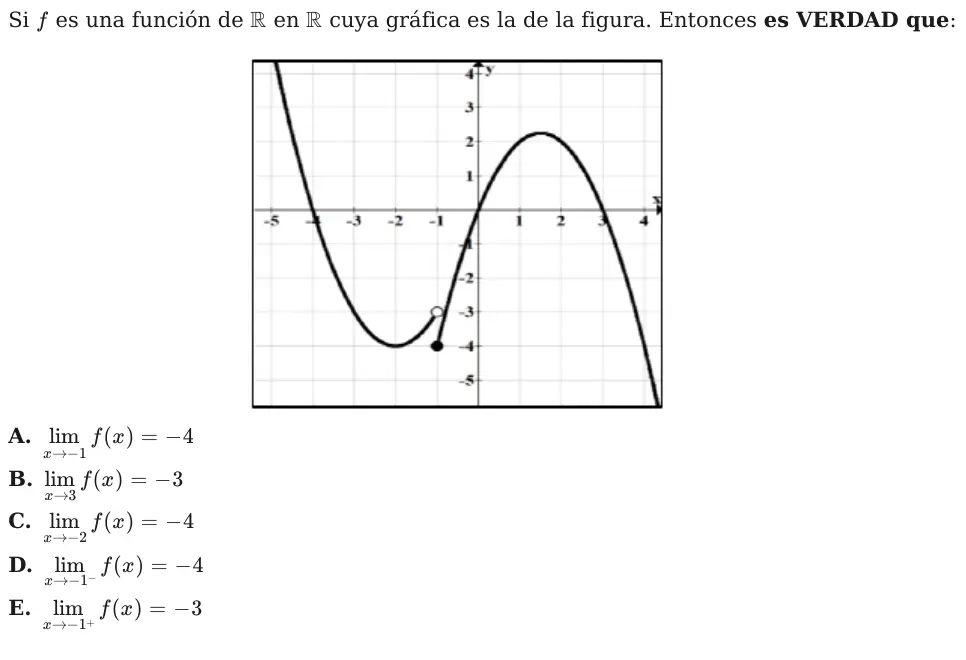 Si f es una función de ℝ en ℝ cuya gráfica es la de la figura. Entonces es VERDAD que:
4 y
3
2
1
x
-5 -4 -3 -2 -1 1 2 3 4
-1
-2
-3
-4
-5
A. lim x→−1 f(x) = −4
B. lim x→3 f(x) = −3
C. lim x→−2 f(x) = −4
D. lim x→−1⁻ f(x) = −4
E. lim x→−1⁺ f(x) = −3